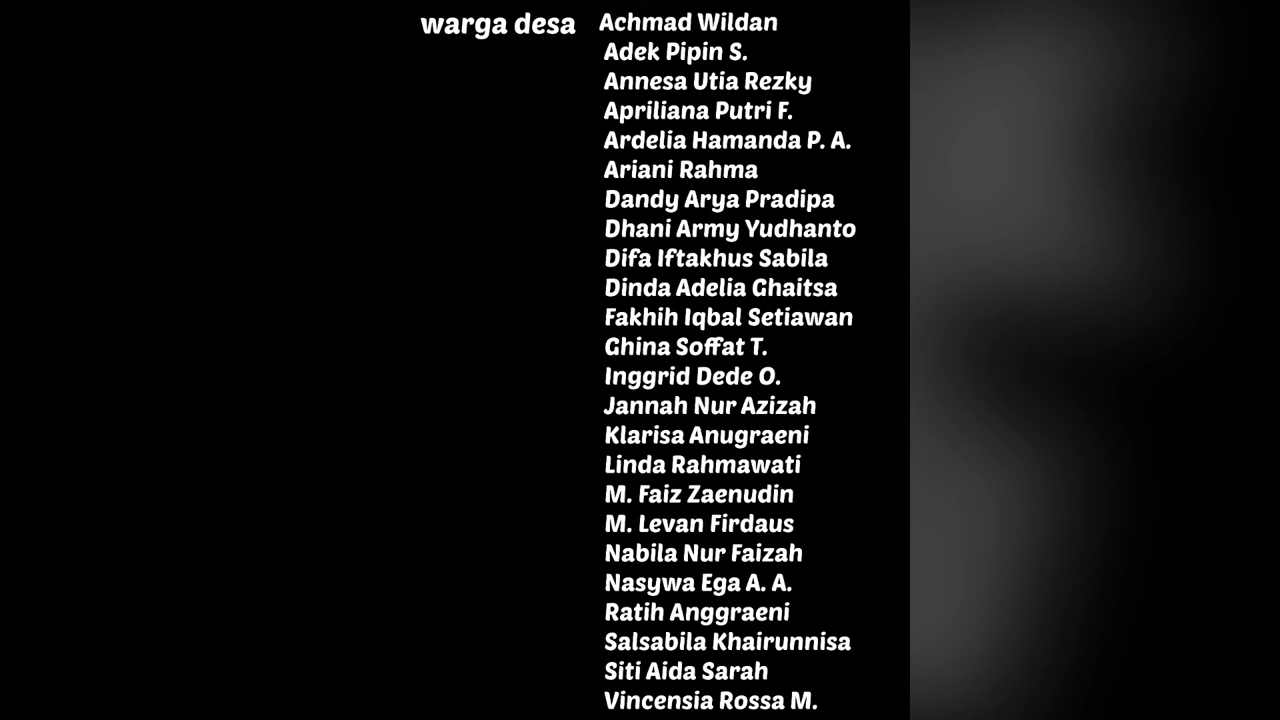 warga desa Achmad Wildan
Adek Pipin S.
Annesa Utia Rezky
Apriliana Putri F.
Ardelia Hamanda P. A.
Ariani Rahma
Dandy Arya Pradipa
Dhani Army Yudhanto
Difa Iftakhus Sabila
Dinda Adelia Ghaitsa
Fakhih Iqbal Setiawan
Ghina Soffat T.
Inggrid Dede O.
Jannah Nur Azizah
Klarisa Anugraeni
Linda Rahmawati
M. Faiz Zaenudin
M. Levan Firdaus
Nabila Nur Faizah
Nasywa Ega A. A.
Ratih Anggraeni
Salsabila Khairunnisa
Siti Aida Sarah
Vincensia Rossa M.